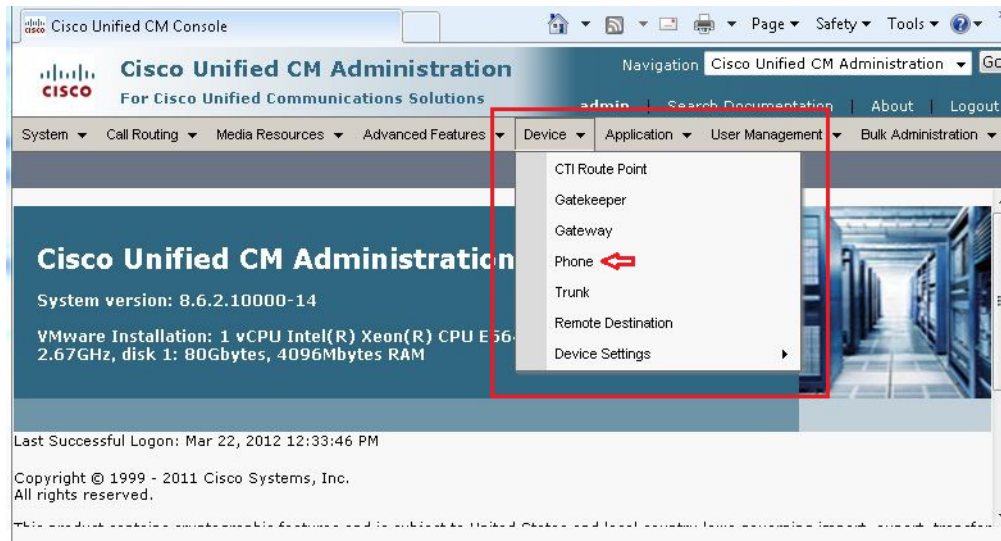 Cisco Unified CM Console
Page Safety Tools
cisco
Cisco Unified CM Administration
For Cisco Unified Communications Solutions
Navigation Cisco Unified CM Administration
admin | Search Documentation | About | Logout
System Call Routing Media Resources Advanced Features Device Application User Management Bulk Administration
CTI Route Point
Gatekeeper
Gateway
Phone
Trunk
Remote Destination
Device Settings
Cisco Unified CM Administration
System version: 8.6.2.10000-14
VMware Installation: 1 vCPU Intel(R) Xeon(R) CPU
2.67GHz, disk 1: 80Gbytes, 4096Mbytes RAM
Last Successful Logon: Mar 22, 2012 12:33:46 PM
Copyright © 1999 - 2011 Cisco Systems, Inc.
All rights reserved.